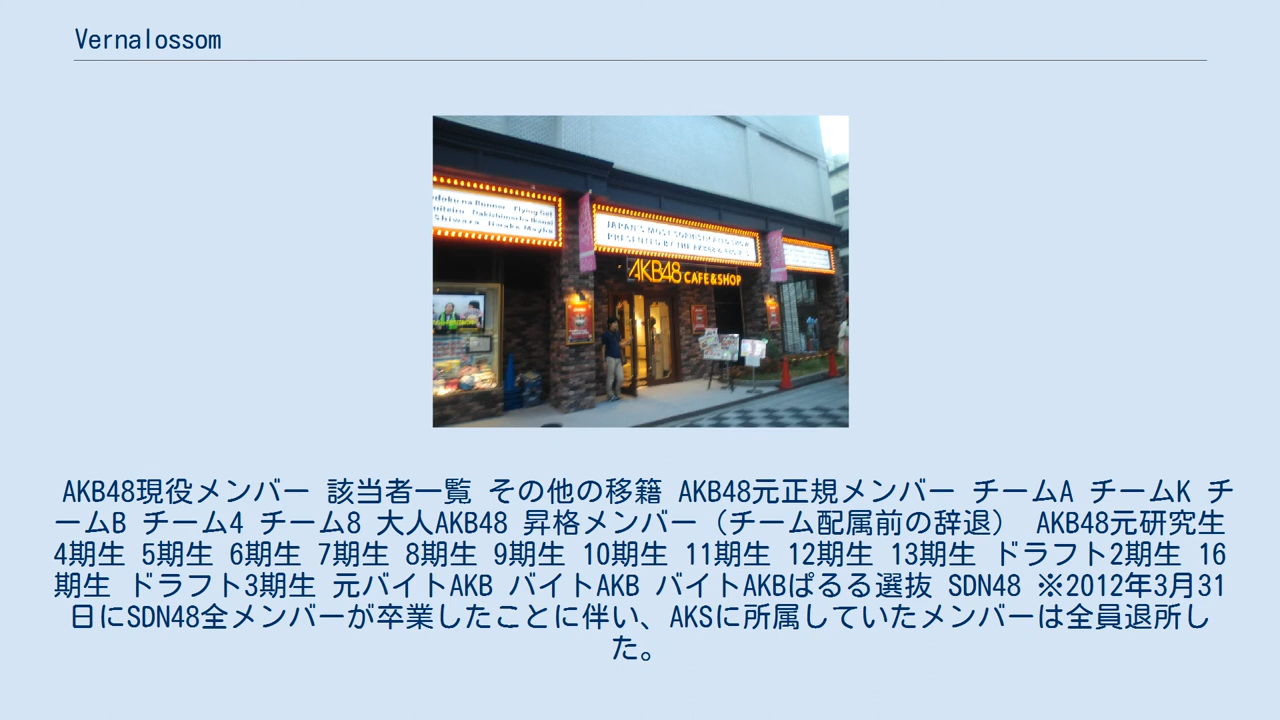 Vernalossom
Flying Get
JAPAN'S MOST SOPHISTICATED SHOW
PRESENTED BY THE
AKB48 CAFE & SHOP
AKB48現役メンバー 該当者一覧 その他の移籍 AKB48元正規メンバー チームA チームK チ
ームB チーム4 チーム8 大人AKB48 昇格メンバー（チーム配属前の辞退） AKB48元研究生
4期生 5期生 6期生 7期生 8期生 9期生 10期生 11期生 12期生 13期生 ドラフト2期生 16
期生 ドラフト3期生 元バイトAKB バイトAKB バイトAKBぱるる選抜 SDN48 ※2012年3月31
日にSDN48全メンバーが卒業したことに伴い、AKSに所属していたメンバーは全員退所し
た。